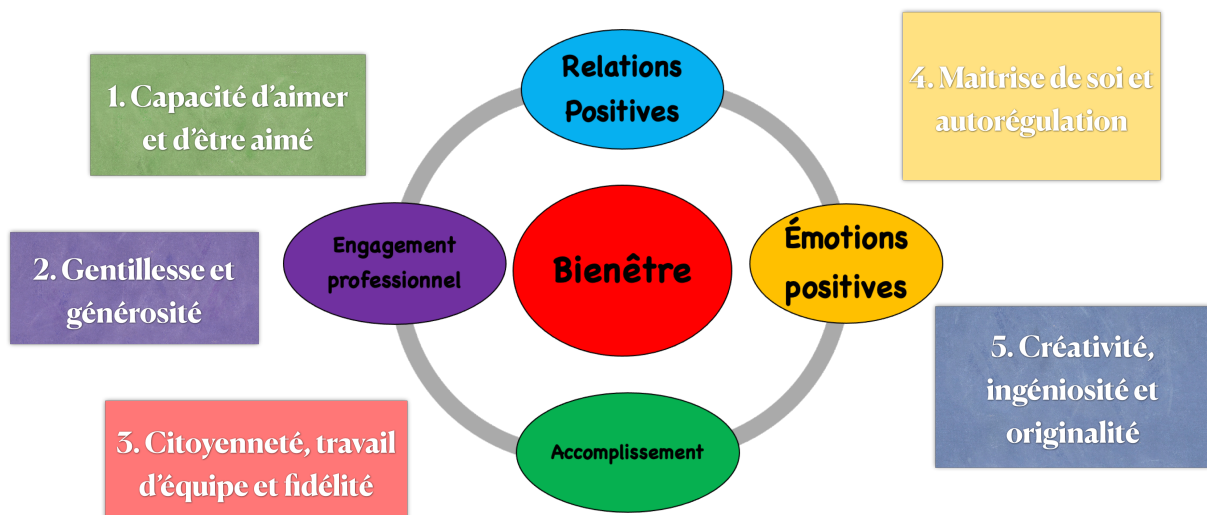 1. Capacité d'aimer
et d'être aimé
2. Gentillesse et
générosité
3. Citoyenneté, travail
d'équipe et fidélité
Relations
Positives
Engagement
professionnel
Bienêtre
Émotions
positives
Accomplissement
4. Maitrise de soi et
autorégulation
5. Créativité,
ingéniosité et
originalité